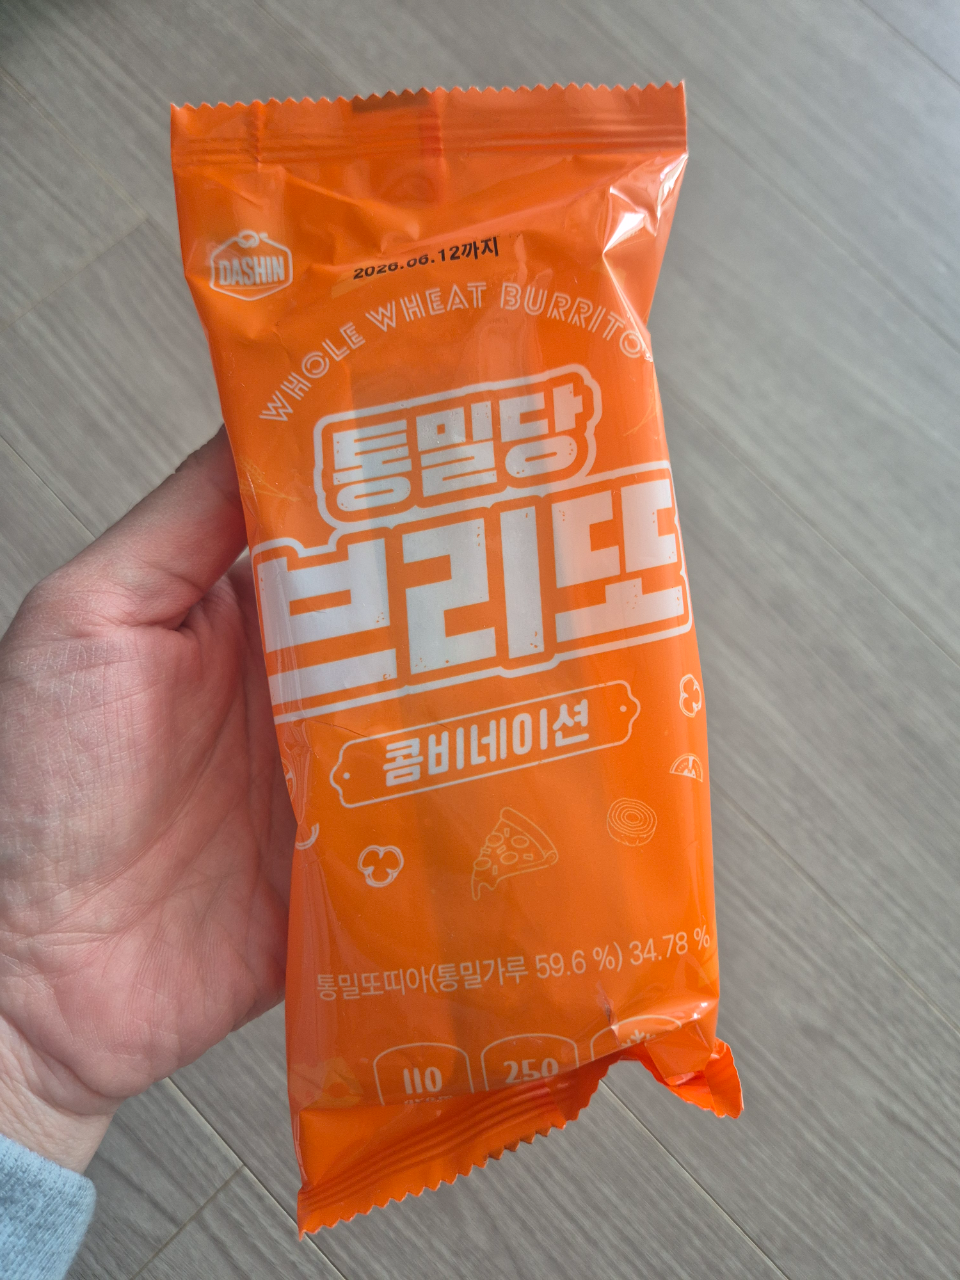 DASHIN
2026.06.12까지
WHOLE WHEAT BURRITO
통밀당
브리또
콤비네이션
통밀또띠아(통밀가루 59.6 %) 34.78 %
110
250